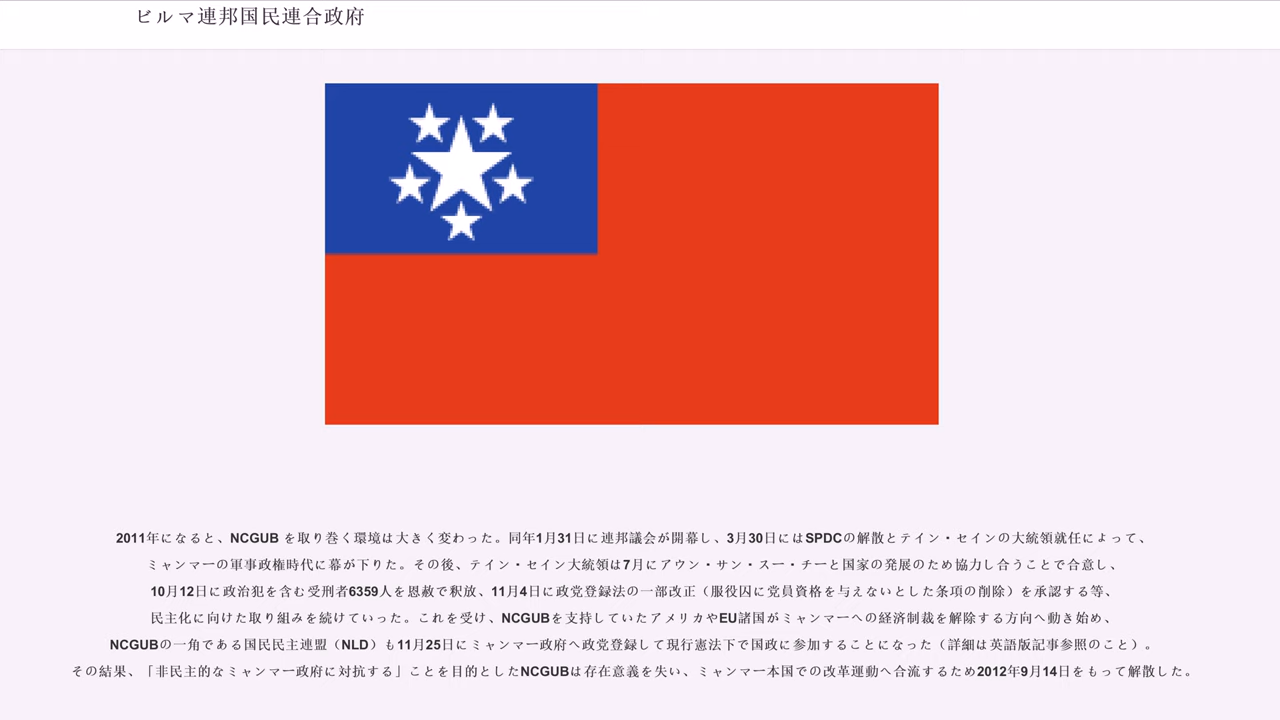 ビルマ連邦国民連合政府
2011年になると、NCGUB を取り巻く環境は大きく変わった。同年1月31日に連邦議会が開幕し、3月30日にはSPDCの解散とテイン・セインの大統領就任によって、
ミャンマーの軍事政権時代に幕が下りた。その後、テイン・セイン大統領は7月にアウン・サン・スー・チーと国家の発展のため協力し合うことで合意し、
10月12日に政治犯を含む受刑者6359人を恩赦で釈放、11月4日に政党登録法の一部改正（服役囚に党員資格を与えないとした条項の削除）を承認する等、
民主化に向けた取り組みを続けていった。これを受け、NCGUBを支持していたアメリカやEU諸国がミャンマーへの経済制裁を解除する方向へ動き始め、
NCGUBの一角である国民民主連盟（NLD）も11月25日にミャンマー政府へ政党登録して現行憲法下で国政に参加することになった（詳細は英語版記事参照のこと）。
その結果、「非民主的なミャンマー政府に対抗する」ことを目的としたNCGUBは存在意義を失い、ミャンマー本国での改革運動へ合流するため2012年9月14日をもって解散した。